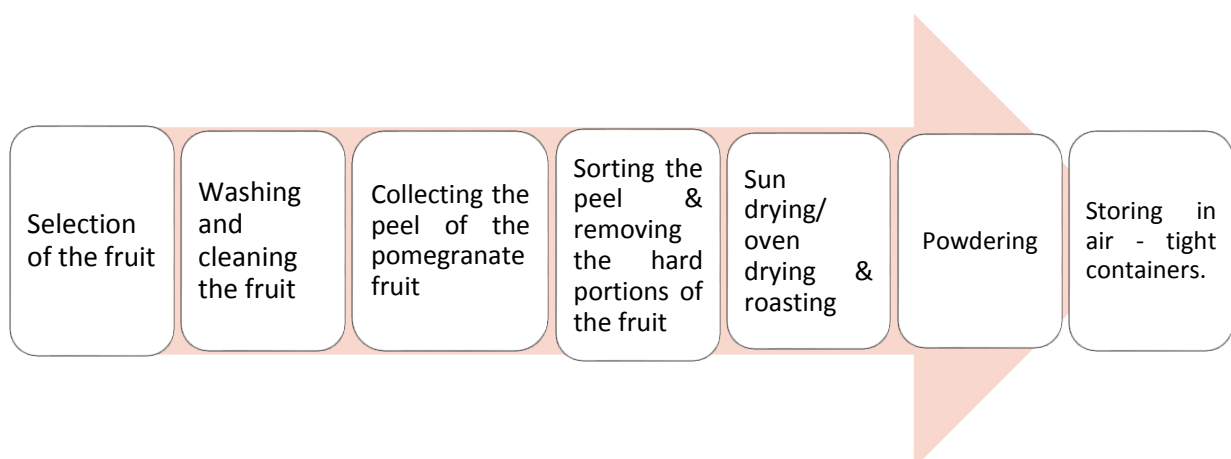 Selection
of the fruit
Washing
and
cleaning
the fruit
Collecting the
peel of the
pomegranate
fruit
Sorting the
peel &
removing
the hard
portions of
the fruit
Sun
drying/
oven
drying &
roasting
Powdering
Storing in
air - tight
containers.